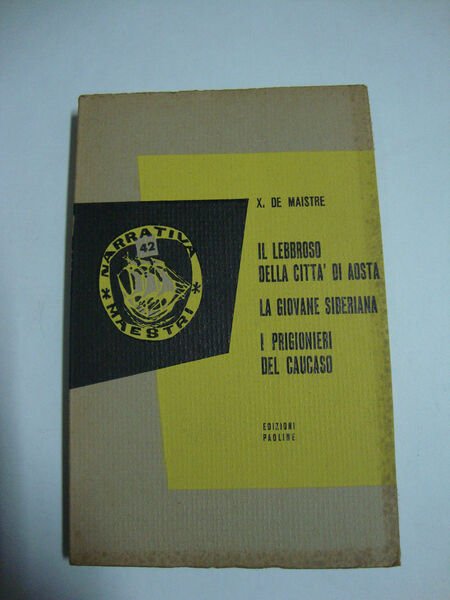 X. DE MAISTRE
IL LEBBROSO
DELLA CITTA' DI AOSTA
LA GIOVANE SIBERIANA
I PRIGIONIERI
DEL CAUCASO
NARRATIVA
42
* MAESTRI *
EDIZIONI
PAOLINE